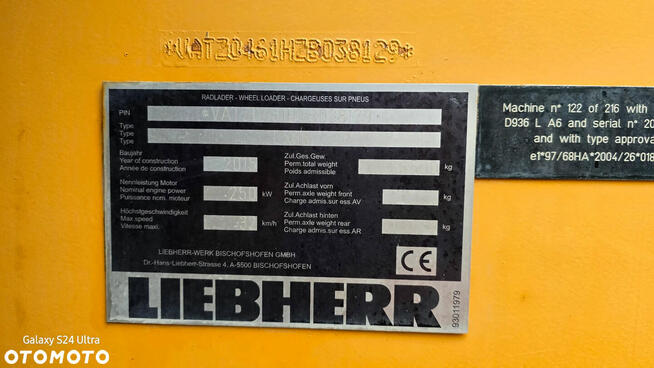 *VATZ0461HZB038129*
RADLADER - WHEEL LOADER - CHARGEUSES SUR PNEUS
PIN
Type
Type
Type
Baujahr
Year of construction
Année de construction
Nennleistung Motor
Nominal engine power
Puissance nom. moteur
kW
Höchstgeschwindigkeit
Max speed
Vitesse maxi.
km/h
Zul.Ges.Gew.
Perm.total weight
Poids admissible
kg
Zul.Achlast vorn
Perm.axle weight front
Charge admis.sur ess.AV
kg
Zul.Achlast hinten
Perm.axle weight rear
Charge admis.sur ess.AR
kg
LIEBHERR-WERK BISCHOFSHOFEN GMBH
Dr.-Hans-Liebherr-Strasse 4, A-5500 BISCHOFSHOFEN
CE
LIEBHERR
93011979
Machine n° 122 of 216 with
D936 L A6 and serial n° 20
and with type approva
e1*97/68HA*2004/26*018
Galaxy S24 Ultra
OTOMOTO